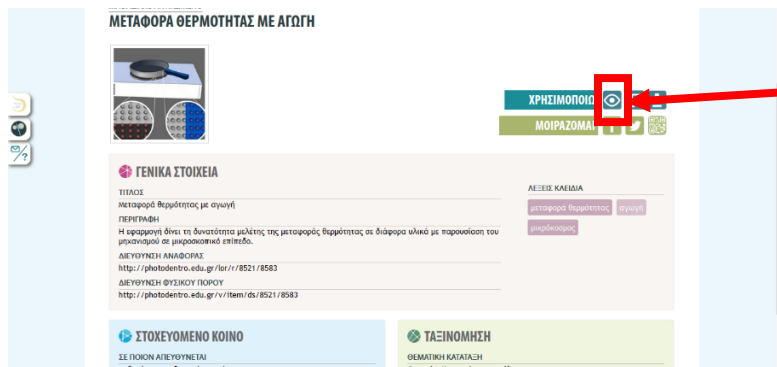 ΜΕΤΑΦΟΡΑ ΘΕΡΜΟΤΗΤΑΣ ΜΕ ΑΓΩΓΗ
ΧΡΗΣΙΜΟΠΟΙΩ
ΜΟΙΡΑΖΟΜΑΙ
ΓΕΝΙΚΑ ΣΤΟΙΧΕΙΑ
ΤΙΤΛΟΣ
Μεταφορά θερμότητας με αγωγή
ΠΕΡΙΓΡΑΦΗ
Η εφαρμογή δίνει τη δυνατότητα μελέτης της μεταφοράς θερμότητας σε διάφορα υλικά με παρουσίαση του
μηχανισμού σε μικροσκοπικό επίπεδο.
ΔΙΕΥΘΥΝΣΗ ΑΝΑΦΟΡΑΣ
http://photodentro.edu.gr/lor/r/8521/8583
ΔΙΕΥΘΥΝΣΗ ΦΥΣΙΚΟΥ ΠΟΡΟΥ
http://photodentro.edu.gr/v/item/ds/8521/8583
ΛΕΞΕΙΣ ΚΛΕΙΔΙΑ
μεταφορά θερμότητας αγωγή
μικρόκοσμος
ΣΤΟΧΕΥΟΜΕΝΟ ΚΟΙΝΟ
ΣΕ ΠΟΙΟΝ ΑΠΕΥΘΥΝΕΤΑΙ
ΤΑΞΙΝΟΜΗΣΗ
ΘΕΜΑΤΙΚΗ ΚΑΤΑΤΑΞΗ